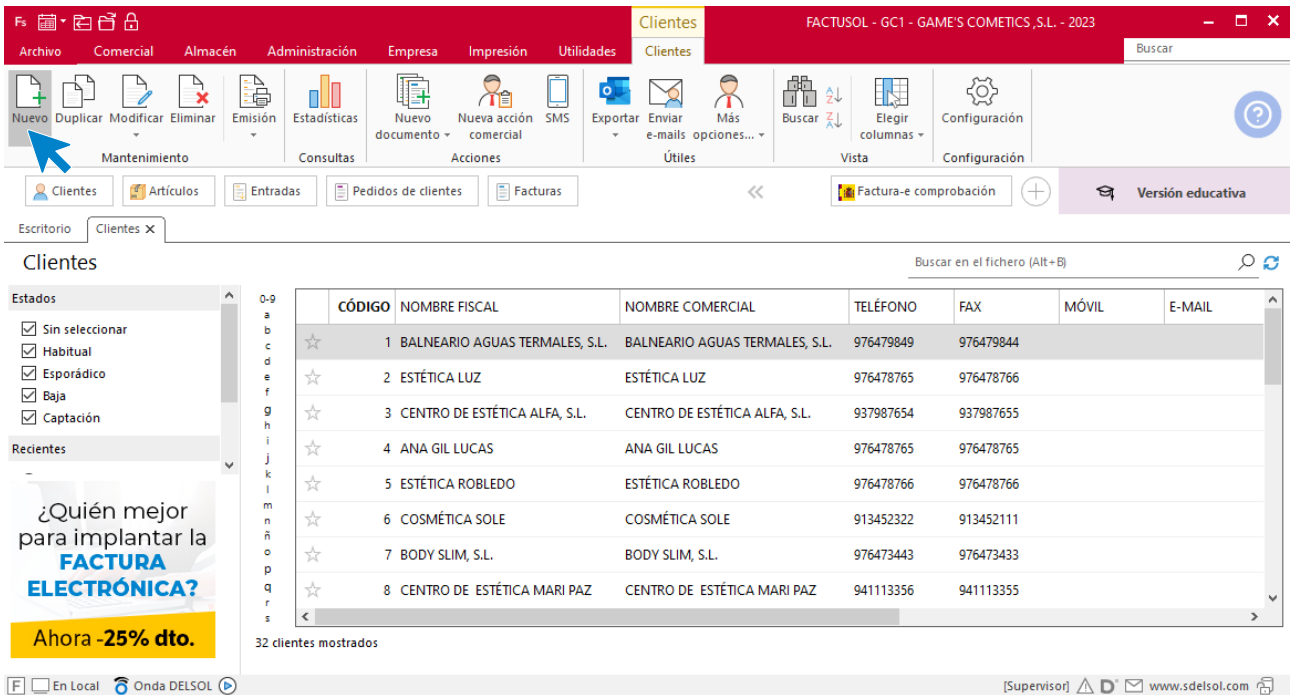 Fs
Clientes
FACTUSOL - GC1 - GAME'S COMETICS ,S.L. - 2023
Archivo Comercial Almacén Administración Empresa Impresión Utilidades Clientes
Buscar
Nuevo Duplicar Modificar Eliminar Emisión Estadísticas Nuevo documento Nueva acción comercial SMS Exportar Enviar e-mails Más opciones... Buscar Elegir columnas Configuración
Mantenimiento Consultas Acciones Útiles Vista Configuración
Clientes Artículos Entradas Pedidos de clientes Facturas Factura-e comprobación Versión educativa
Escritorio Clientes
Clientes
Buscar en el fichero (Alt+B)
Estados
Sin seleccionar
Habitual
Esporádico
Baja
Captación
Recientes
¿Quién mejor
para implantar la
FACTURA
ELECTRÓNICA?
Ahora -25% dto.
0-9
a
b
c
d
e
f
g
h
i
j
k
l
m
n
ñ
o
p
q
r
s
CÓDIGO NOMBRE FISCAL NOMBRE COMERCIAL TELÉFONO FAX MÓVIL E-MAIL
1 BALNEARIO AGUAS TERMALES, S.L. BALNEARIO AGUAS TERMALES, S.L. 976479849 976479844
2 ESTÉTICA LUZ ESTÉTICA LUZ 976478765 976478766
3 CENTRO DE ESTÉTICA ALFA, S.L. CENTRO DE ESTÉTICA ALFA, S.L. 937987654 937987655
4 ANA GIL LUCAS ANA GIL LUCAS 976478765 976478765
5 ESTÉTICA ROBLEDO ESTÉTICA ROBLEDO 976478766 976478766
6 COSMÉTICA SOLE COSMÉTICA SOLE 913452322 913452111
7 BODY SLIM, S.L. BODY SLIM, S.L. 976473443 976473433
8 CENTRO DE ESTÉTICA MARI PAZ CENTRO DE ESTÉTICA MARI PAZ 941113356 941113355
32 clientes mostrados
F En Local Onda DELSOL [Supervisor] D www.sdelsol.com